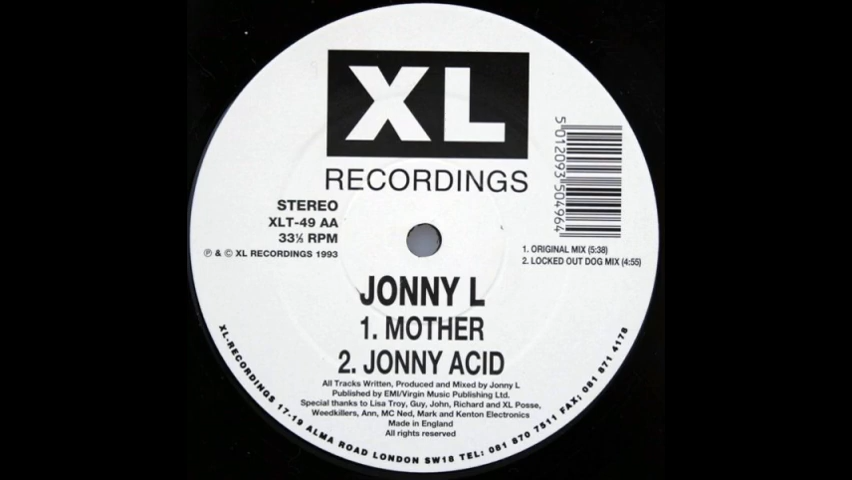 XL
RECORDINGS
5 012093 504964
STEREO
XLT-49 AA
33⅓ RPM
℗ & © XL RECORDINGS 1993
1. ORIGINAL MIX (5:38)
2. LOCKED OUT DOG MIX (4:55)
JONNY L
1. MOTHER
2. JONNY ACID
All Tracks Written, Produced and Mixed by Jonny L
Published by EMI/Virgin Music Publishing Ltd.
Special thanks to Lisa Troy, Guy, John, Richard and XL Posse,
Weedkillers, Ann, MC Ned, Mark and Kenton Electronics
Made in England
All rights reserved
XL-RECORDINGS 17-19 ALMA ROAD LONDON SW18 TEL: 081 870 7511 FAX: 081 871 4178